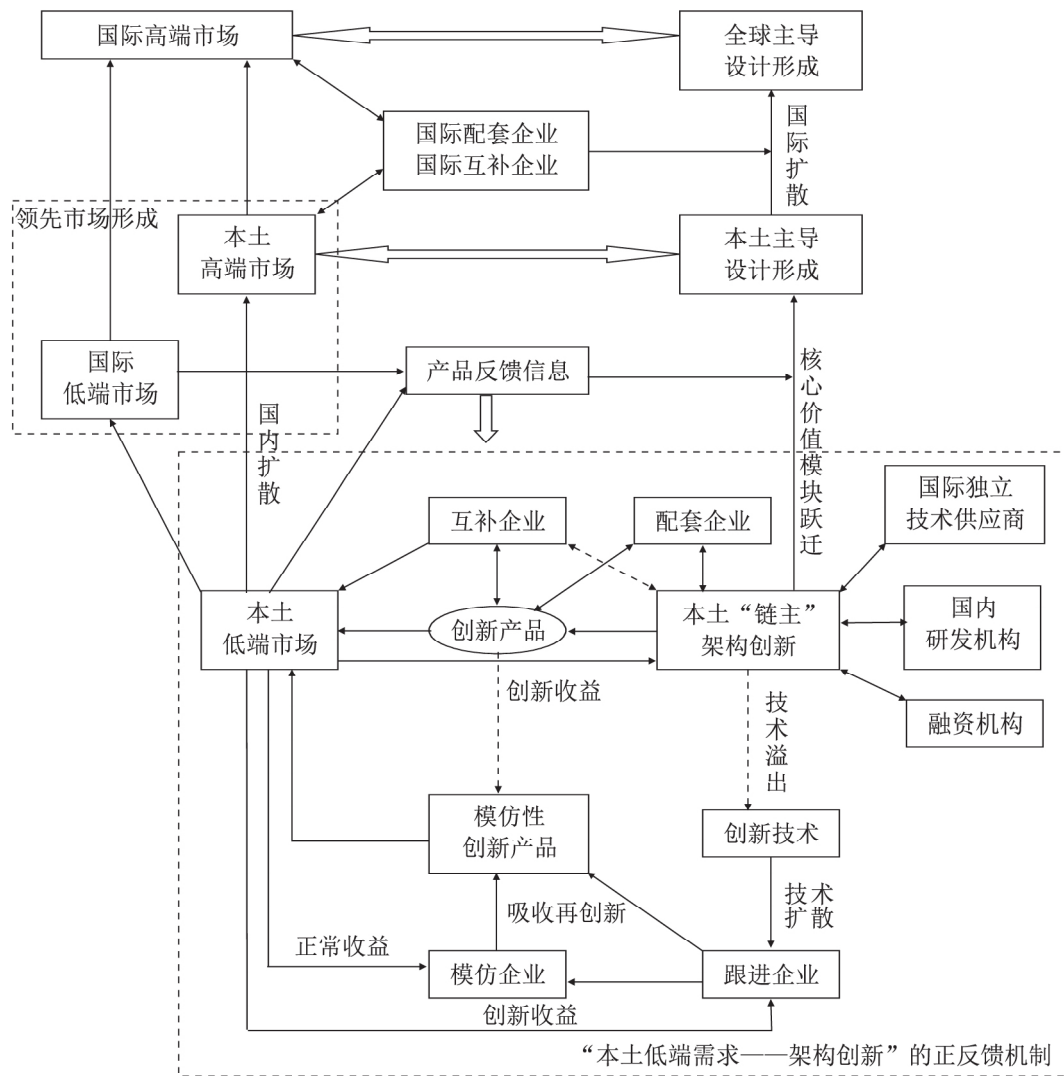 国际高端市场
全球主导
设计形成
国际配套企业
国际互补企业
国际扩散
领先市场形成
本土
高端市场
本土主导
设计形成
国际
低端市场
产品反馈信息
核心价值模块跃迁
国内扩散
国际独立
技术供应商
互补企业
配套企业
本土
低端市场
创新产品
本土“链主”
架构创新
国内
研发机构
创新收益
技术溢出
融资机构
模仿性
创新产品
创新技术
技术
扩散
吸收再创新
正常收益
模仿企业
跟进企业
创新收益
“本土低端需求——架构创新”的正反馈机制